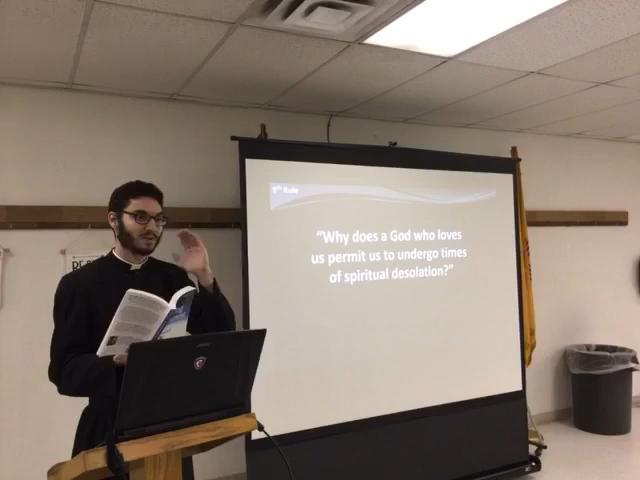 9th Rule
"Why does a God who loves
us permit us to undergo times
of spiritual desolation?"